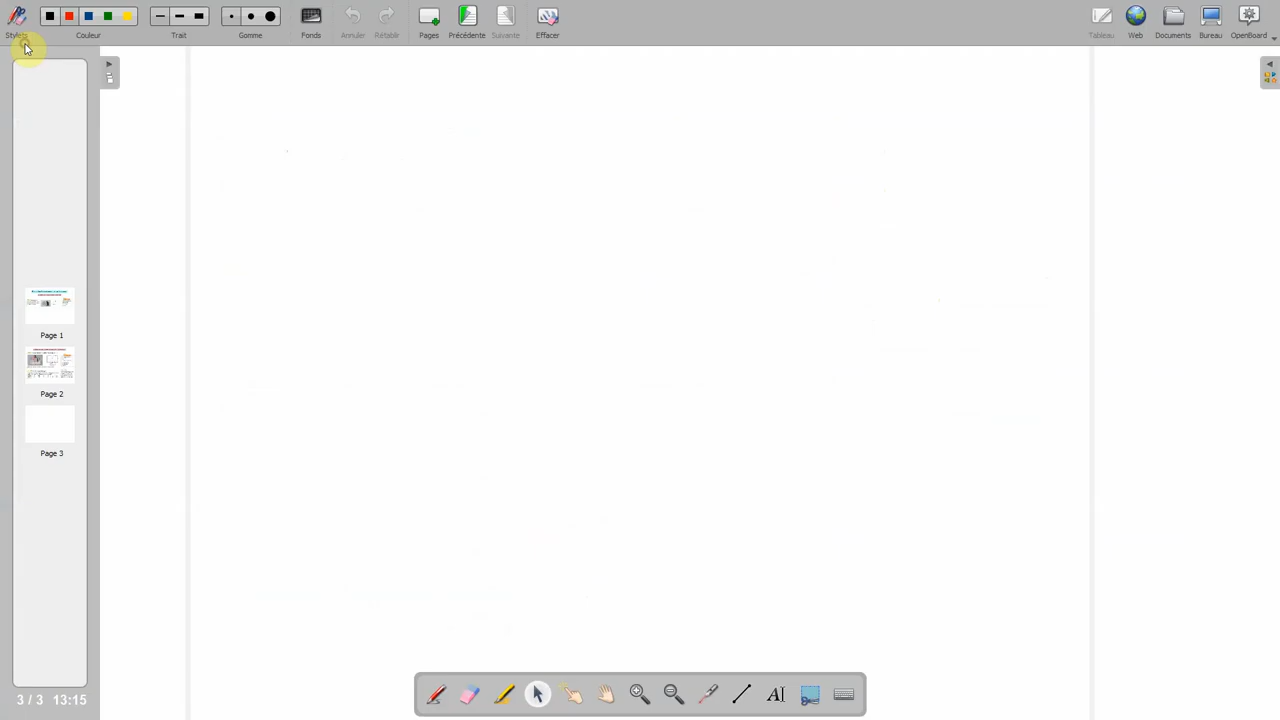 Stylets
Couleur
Trait
Gomme
Fonds
Annuler
Rétablir
Pages
Précédente
Suivante
Effacer
Tableau
Web
Documents
Bureau
OpenBoard
Page 1
Page 2
Page 3
3 / 3 13:15
AI